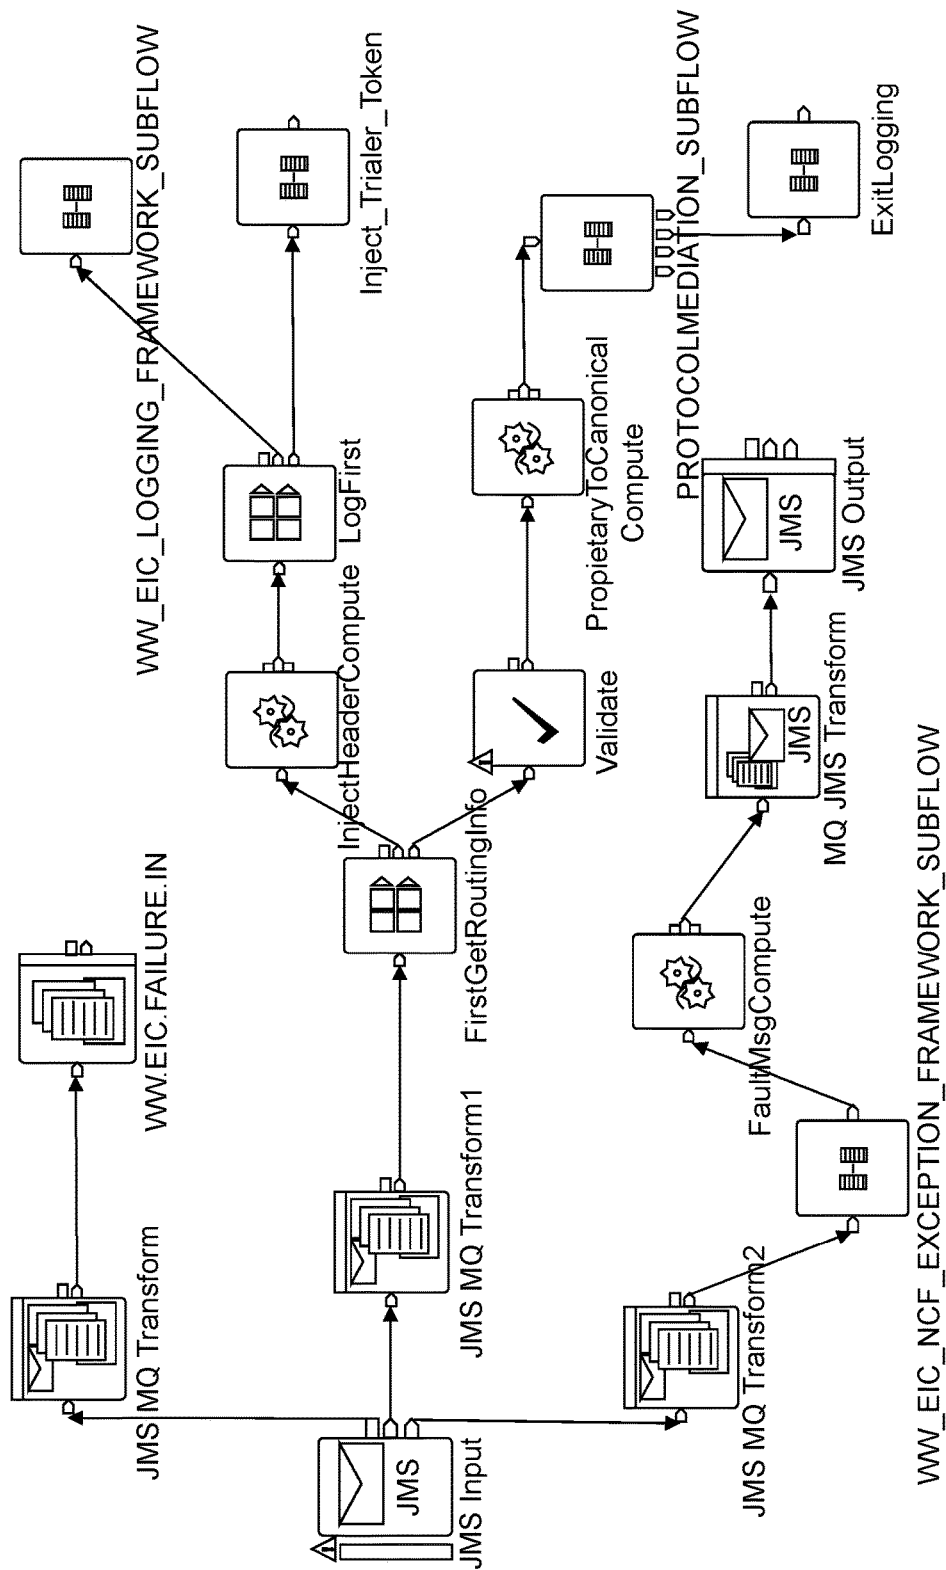 JMS MQ Transform
WW.EIC.FAILURE.IN
WW_EIC_LOGGING_FRAMEWORK_SUBFLOW
JMS
JMS Input
JMS MQ Transform1
FirstGetRoutingInfo
InjectHeaderCompute
LogFirst
Inject_Trialer_Token
Validate
PropietaryToCanonical
Compute
PROTOCOLMEDIATION_SUBFLOW
ExitLogging
JMS MQ Transform2
WW_EIC_NCF_EXCEPTION_FRAMEWORK_SUBFLOW
FaultMsgCompute
JMS
MQ JMS Transform
JMS
JMS Output